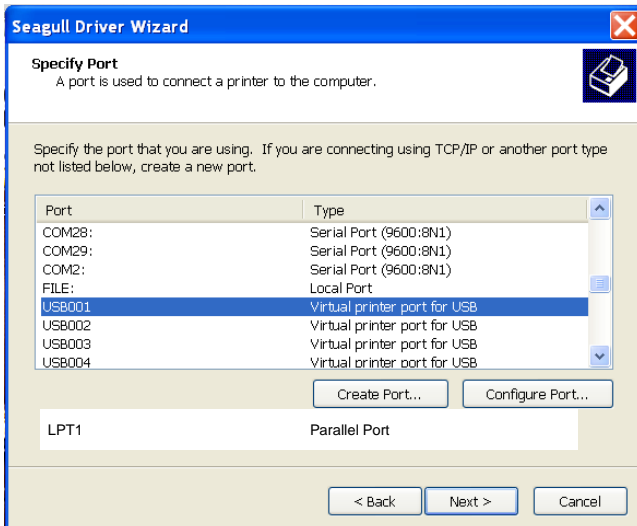 Seagull Driver Wizard
Specify Port
A port is used to connect a printer to the computer.
Specify the port that you are using. If you are connecting using TCP/IP or another port type
not listed below, create a new port.
Port Type
COM28: Serial Port (9600:8N1)
COM29: Serial Port (9600:8N1)
COM2: Serial Port (9600:8N1)
FILE: Local Port
USB001 Virtual printer port for USB
USB002 Virtual printer port for USB
USB003 Virtual printer port for USB
USB004 Virtual printer port for USB
Create Port... Configure Port...
LPT1 Parallel Port
< Back Next > Cancel